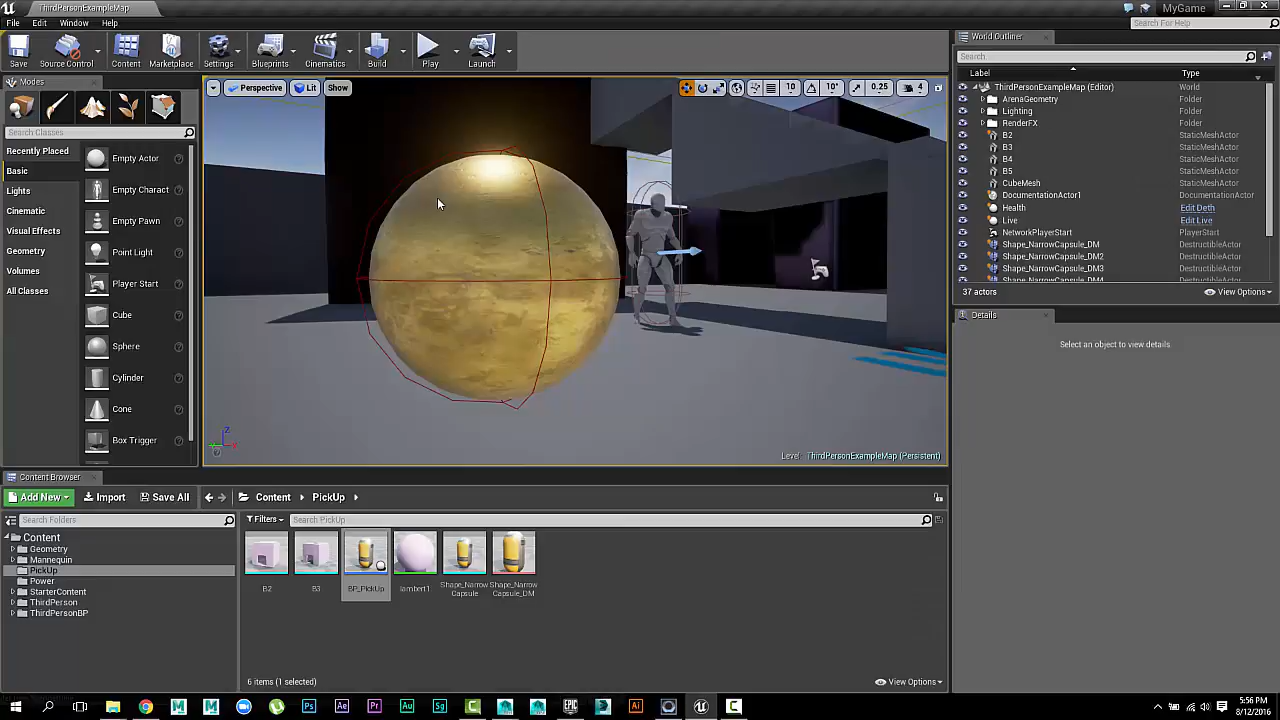 ThirdPersonExampleMap
MyGame
File Edit Window Help
Search For Help
Save Source Control Content Marketplace Settings Blueprints Cinematics Build Play Launch
Modes
Search Classes
Recently Placed
Basic
Lights
Cinematic
Visual Effects
Geometry
Volumes
All Classes
Empty Actor
Empty Charact
Empty Pawn
Point Light
Player Start
Cube
Sphere
Cylinder
Cone
Box Trigger
Perspective Lit Show
10 10° 0.25 4
Level: ThirdPersonExampleMap (Persistent)
World Outliner
Search
Label Type
ThirdPersonExampleMap (Editor) World
ArenaGeometry Folder
Lighting Folder
RenderFX Folder
B2 StaticMeshActor
B3 StaticMeshActor
B4 StaticMeshActor
B5 StaticMeshActor
CubeMesh StaticMeshActor
DocumentationActor1 DocumentationActor
Health Edit Deth
Live Edit Live
NetworkPlayerStart PlayerStart
Shape_NarrowCapsule_DM DestructibleActor
Shape_NarrowCapsule_DM2 DestructibleActor
Shape_NarrowCapsule_DM3 DestructibleActor
Shape_NarrowCapsule_DM4 DestructibleActor
37 actors View Options
Details
Select an object to view details.
Content Browser
Add New Import Save All Content PickUp
Search Folders
Filters Search PickUp
Content
Geometry
Mannequin
PickUp
Power
StarterContent
ThirdPerson
ThirdPersonBP
B2
B3
BP_PickUp
lambert1
Shape_Narrow
Capsule
Shape_Narrow
Capsule_DM
6 items (1 selected) View Options
5:56 PM
8/12/2016